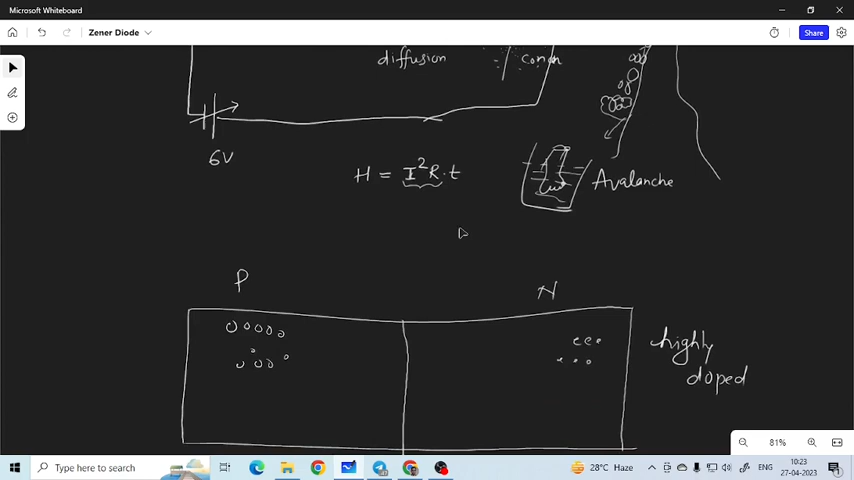 Microsoft Whiteboard
Zener Diode
Share
diffusion
6V
H = I²R·t
Avalanche
P
N
highly
doped
81%
Type here to search
28°C Haze
ENG
10:23
27-04-2023